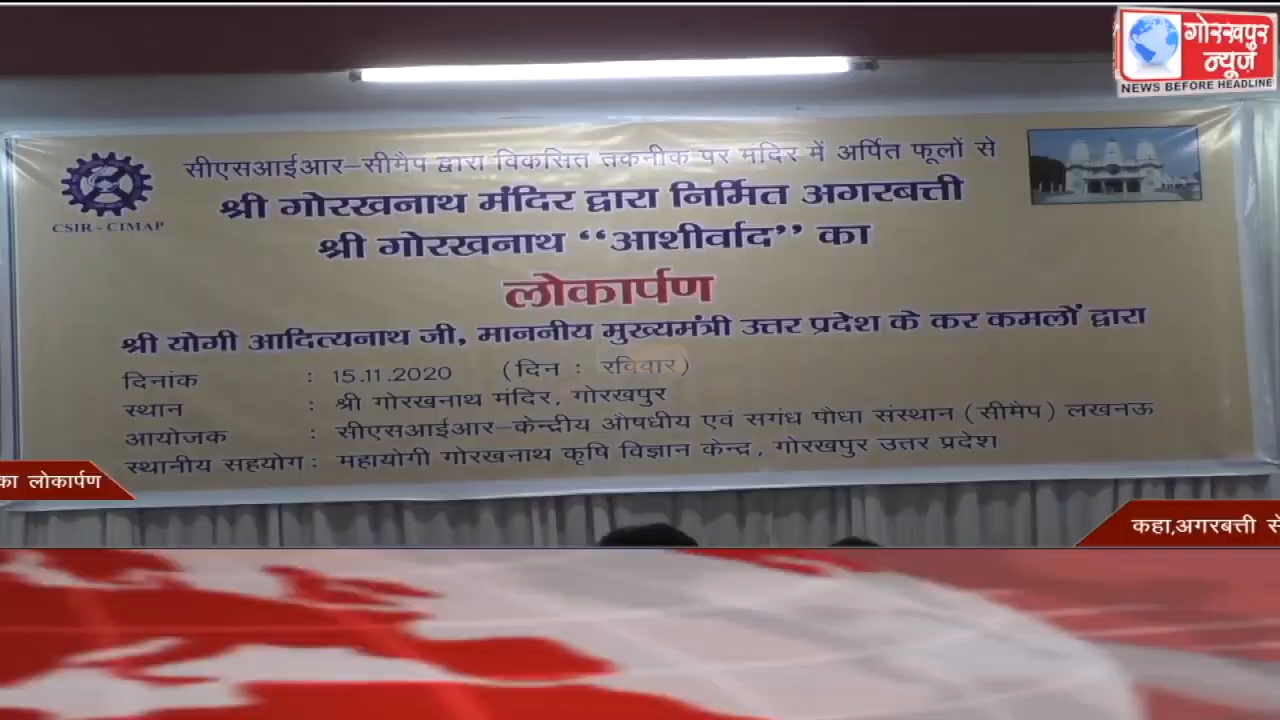 गोरखपुर
न्यूज़
NEWS BEFORE HEADLINE
सीएसआईआर-सीमैप द्वारा विकसित तकनीक पर मंदिर में अर्पित फूलों से
CSIR - CIMAP
श्री गोरखनाथ मंदिर द्वारा निर्मित अगरबत्ती
श्री गोरखनाथ “आशीर्वाद” का
लोकार्पण
श्री योगी आदित्यनाथ जी, माननीय मुख्यमंत्री उत्तर प्रदेश के कर कमलों द्वारा
दिनांक : 15.11.2020 (दिन : रविवार)
स्थान : श्री गोरखनाथ मंदिर, गोरखपुर
आयोजक : सीएसआईआर-केन्द्रीय औषधीय एवं सगंध पौधा संस्थान (सीमैप) लखनऊ
स्थानीय सहयोग : महायोगी गोरखनाथ कृषि विज्ञान केन्द्र, गोरखपुर उत्तर प्रदेश
का लोकार्पण
कहा,अगरबत्ती से